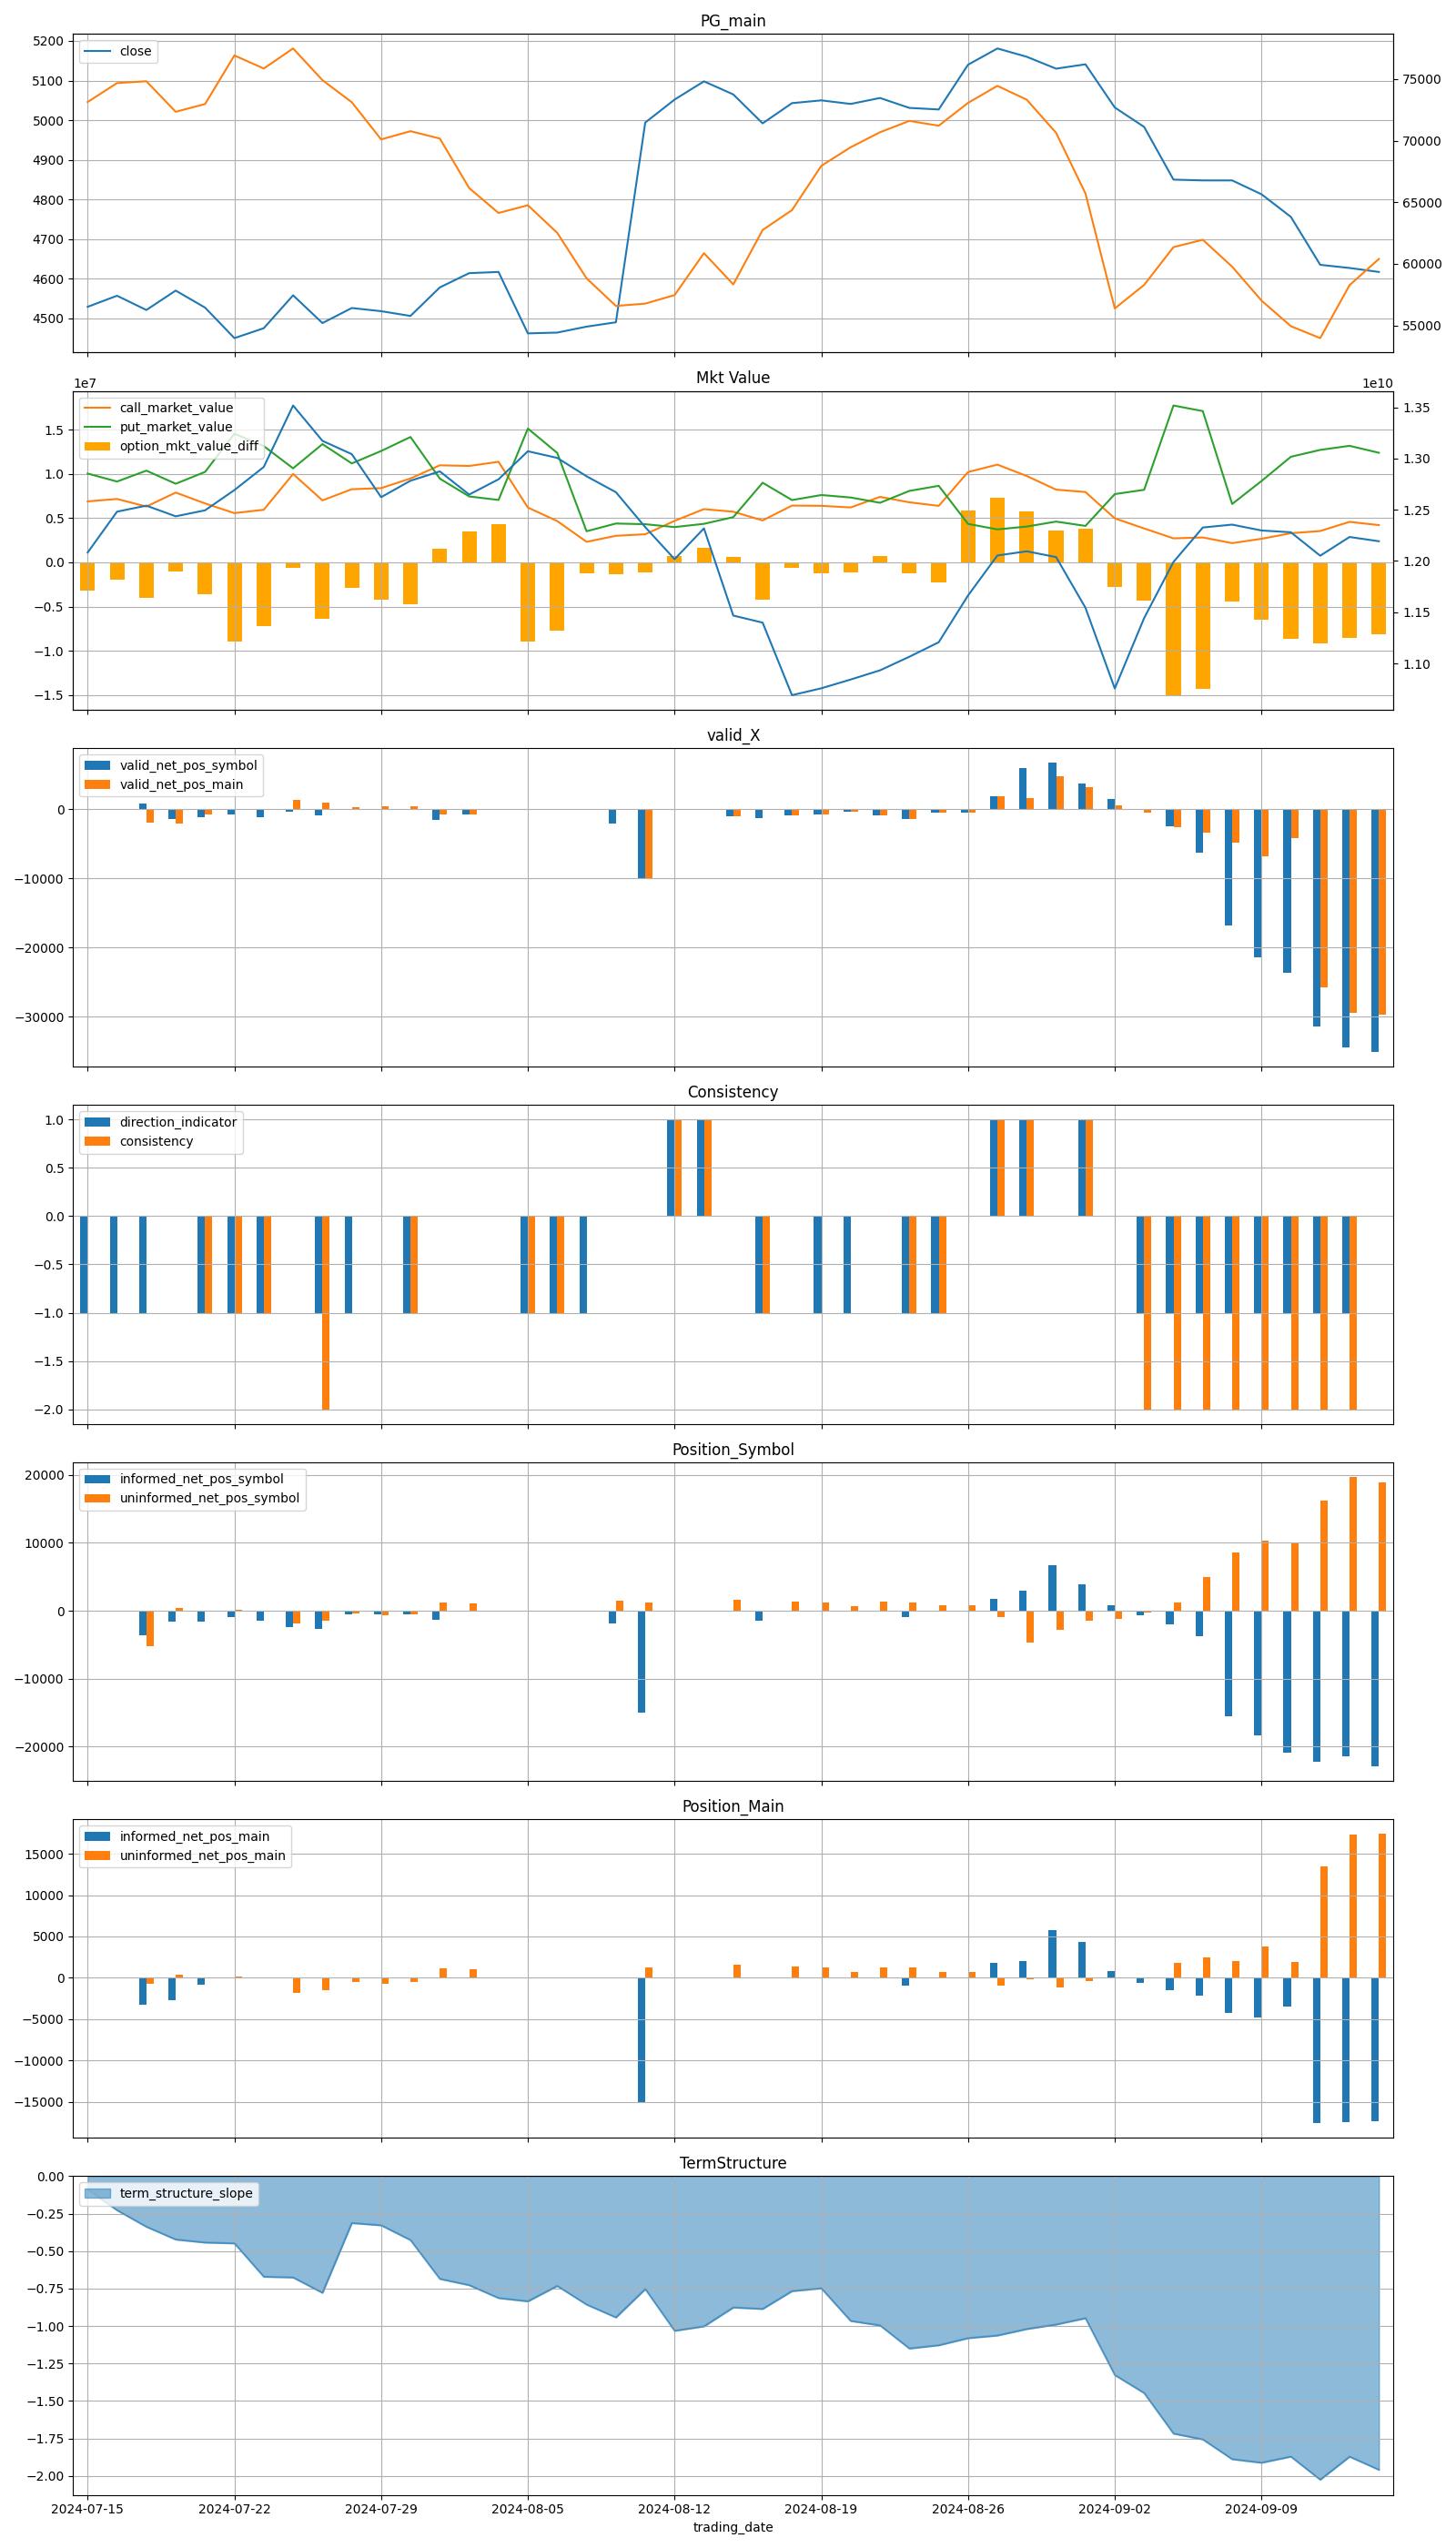 PG_main
close
5200
5100
5000
4900
4800
4700
4600
4500
75000
70000
65000
60000
55000
Mkt Value
1e7
1e10
call_market_value
put_market_value
option_mkt_value_diff
1.5
1.0
0.5
0.0
−0.5
−1.0
−1.5
1.35
1.30
1.25
1.20
1.15
1.10
valid_X
valid_net_pos_symbol
valid_net_pos_main
0
−10000
−20000
−30000
Consistency
direction_indicator
consistency
1.0
0.5
0.0
−0.5
−1.0
−1.5
−2.0
Position_Symbol
informed_net_pos_symbol
uninformed_net_pos_symbol
20000
10000
0
−10000
−20000
Position_Main
informed_net_pos_main
uninformed_net_pos_main
15000
10000
5000
0
−5000
−10000
−15000
TermStructure
term_structure_slope
0.00
−0.25
−0.50
−0.75
−1.00
−1.25
−1.50
−1.75
−2.00
2024-07-15 2024-07-22 2024-07-29 2024-08-05 2024-08-12 2024-08-19 2024-08-26 2024-09-02 2024-09-09
trading_date